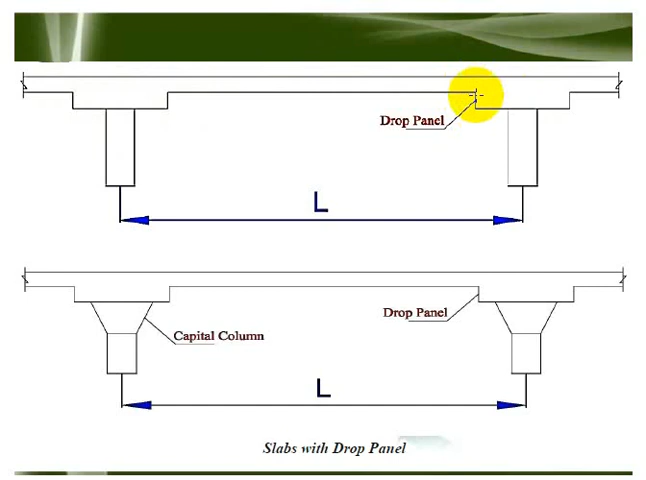 Drop Panel
L
Drop Panel
Capital Column
L
Slabs with Drop Panel